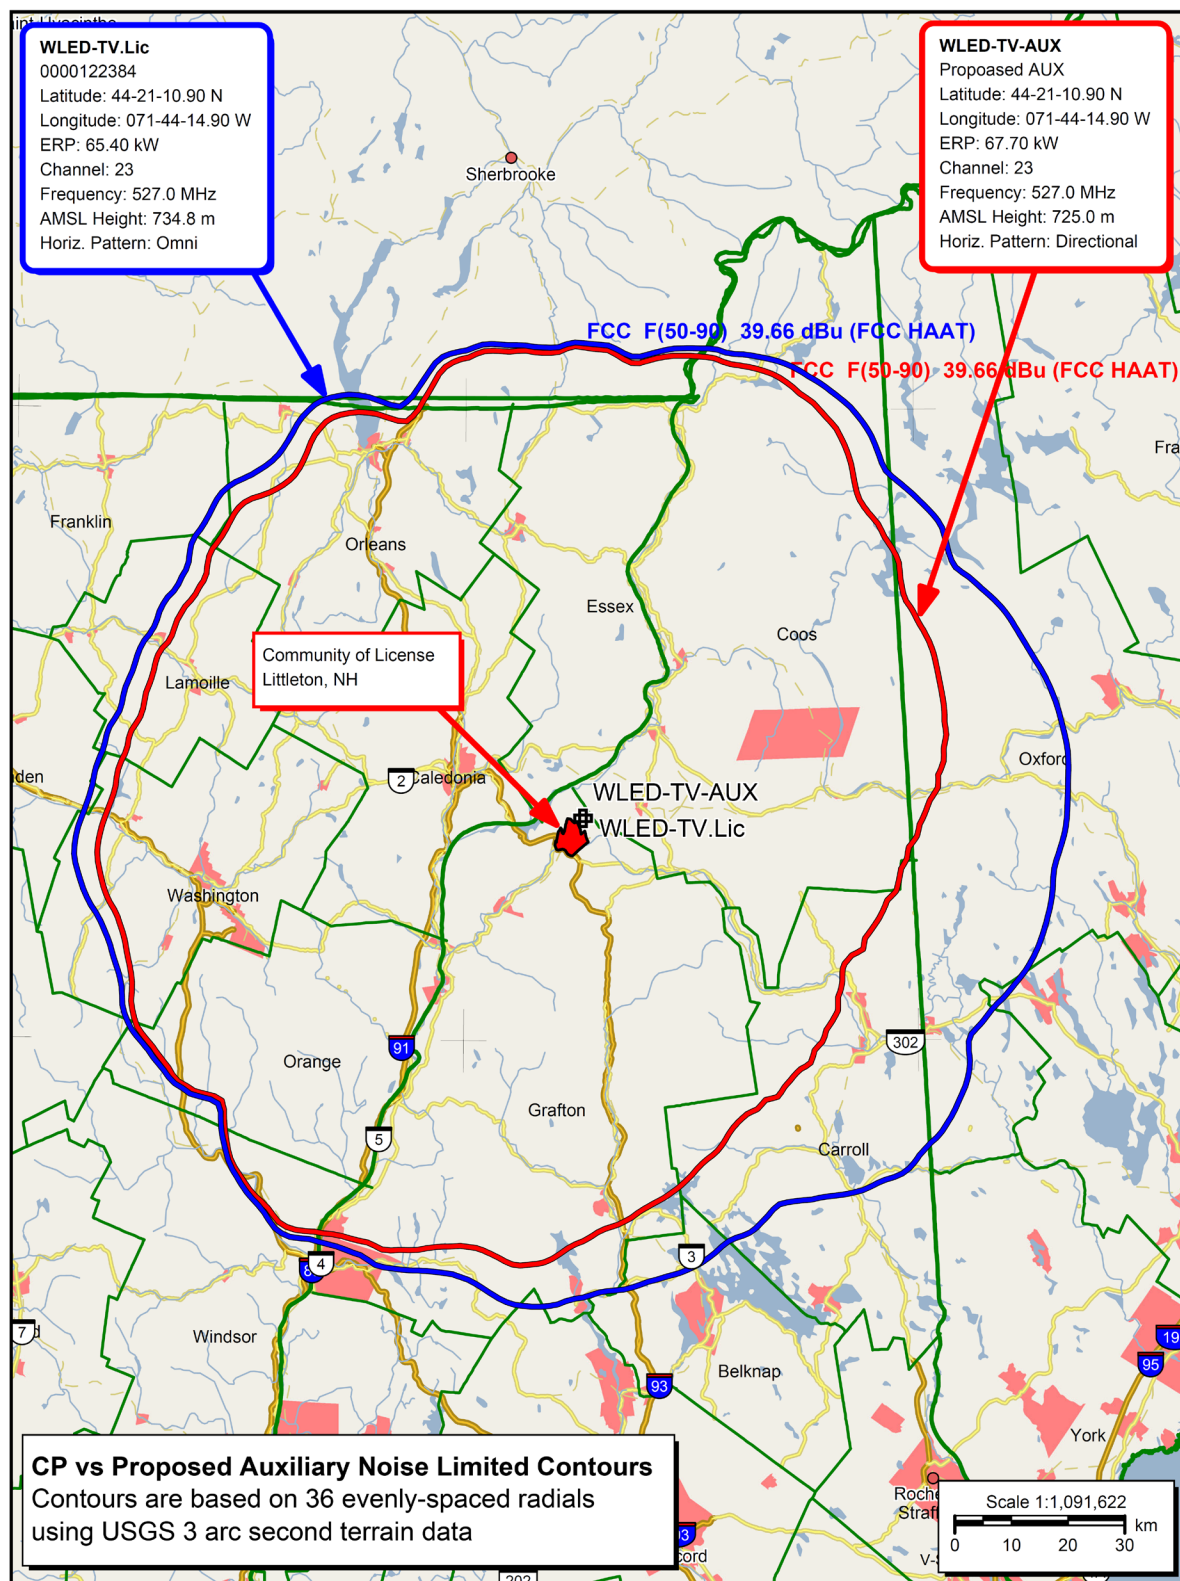 WLED-TV.Lic
0000122384
Latitude: 44-21-10.90 N
Longitude: 071-44-14.90 W
ERP: 65.40 kW
Channel: 23
Frequency: 527.0 MHz
AMSL Height: 734.8 m
Horiz. Pattern: Omni
WLED-TV-AUX
Propoased AUX
Latitude: 44-21-10.90 N
Longitude: 071-44-14.90 W
ERP: 67.70 kW
Channel: 23
Frequency: 527.0 MHz
AMSL Height: 725.0 m
Horiz. Pattern: Directional
Sherbrooke
FCC F(50-90) 39.66 dBu (FCC HAAT)
FCC F(50-90) 39.66 dBu (FCC HAAT)
Fra
Franklin
Orleans
Essex
Coos
Community of License
Littleton, NH
Lamoille
Oxford
den
2
Caledonia
WLED-TV-AUX
WLED-TV.Lic
Washington
302
91
Orange
Grafton
5
Carroll
3
4
7
Windsor
19
95
Belknap
93
York
CP vs Proposed Auxiliary Noise Limited Contours
Contours are based on 36 evenly-spaced radials
using USGS 3 arc second terrain data
Roche
Straff
Scale 1:1,091,622
0 10 20 30 km
cord